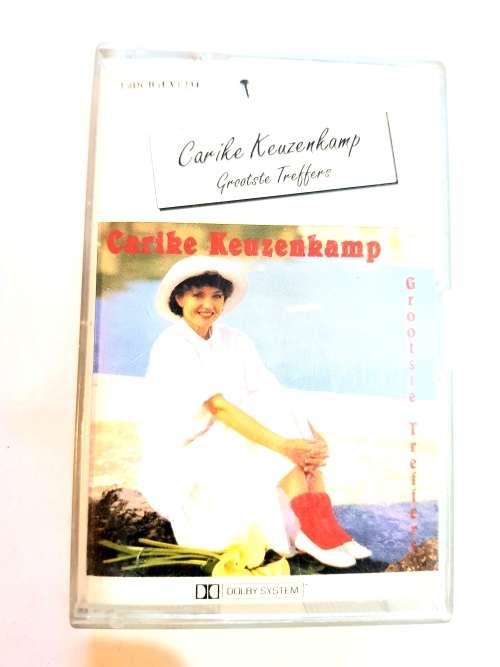 Carike Keuzenkamp
Grootste Treffers
Carike Keuzenkamp
Grootste Treffers
DOLBY SYSTEM